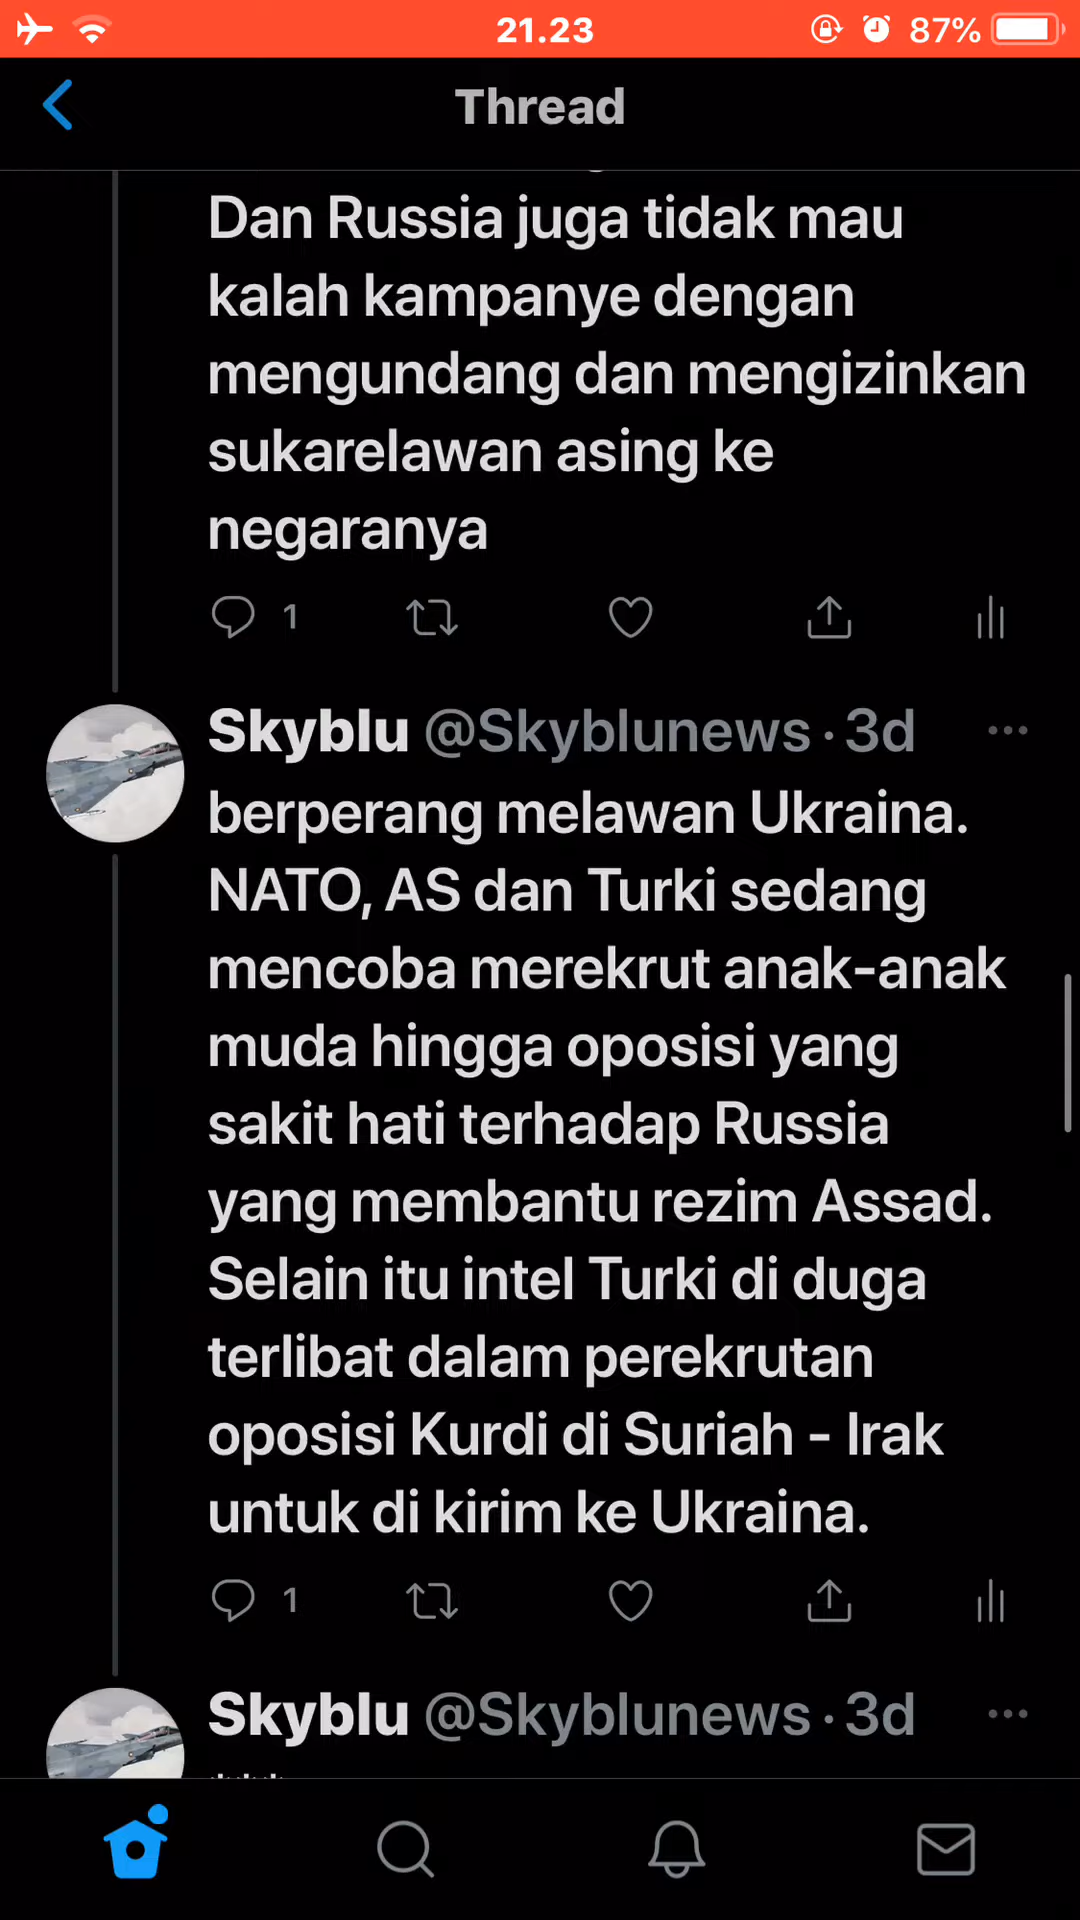 21.23
87%
Thread
Dan Russia juga tidak mau
kalah kampanye dengan
mengundang dan mengizinkan
sukarelawan asing ke
negaranya
1
Skyblu @Skyblunews · 3d
berperang melawan Ukraina.
NATO, AS dan Turki sedang
mencoba merekrut anak-anak
muda hingga oposisi yang
sakit hati terhadap Russia
yang membantu rezim Assad.
Selain itu intel Turki di duga
terlibat dalam perekrutan
oposisi Kurdi di Suriah - Irak
untuk di kirim ke Ukraina.
1
Skyblu @Skyblunews · 3d